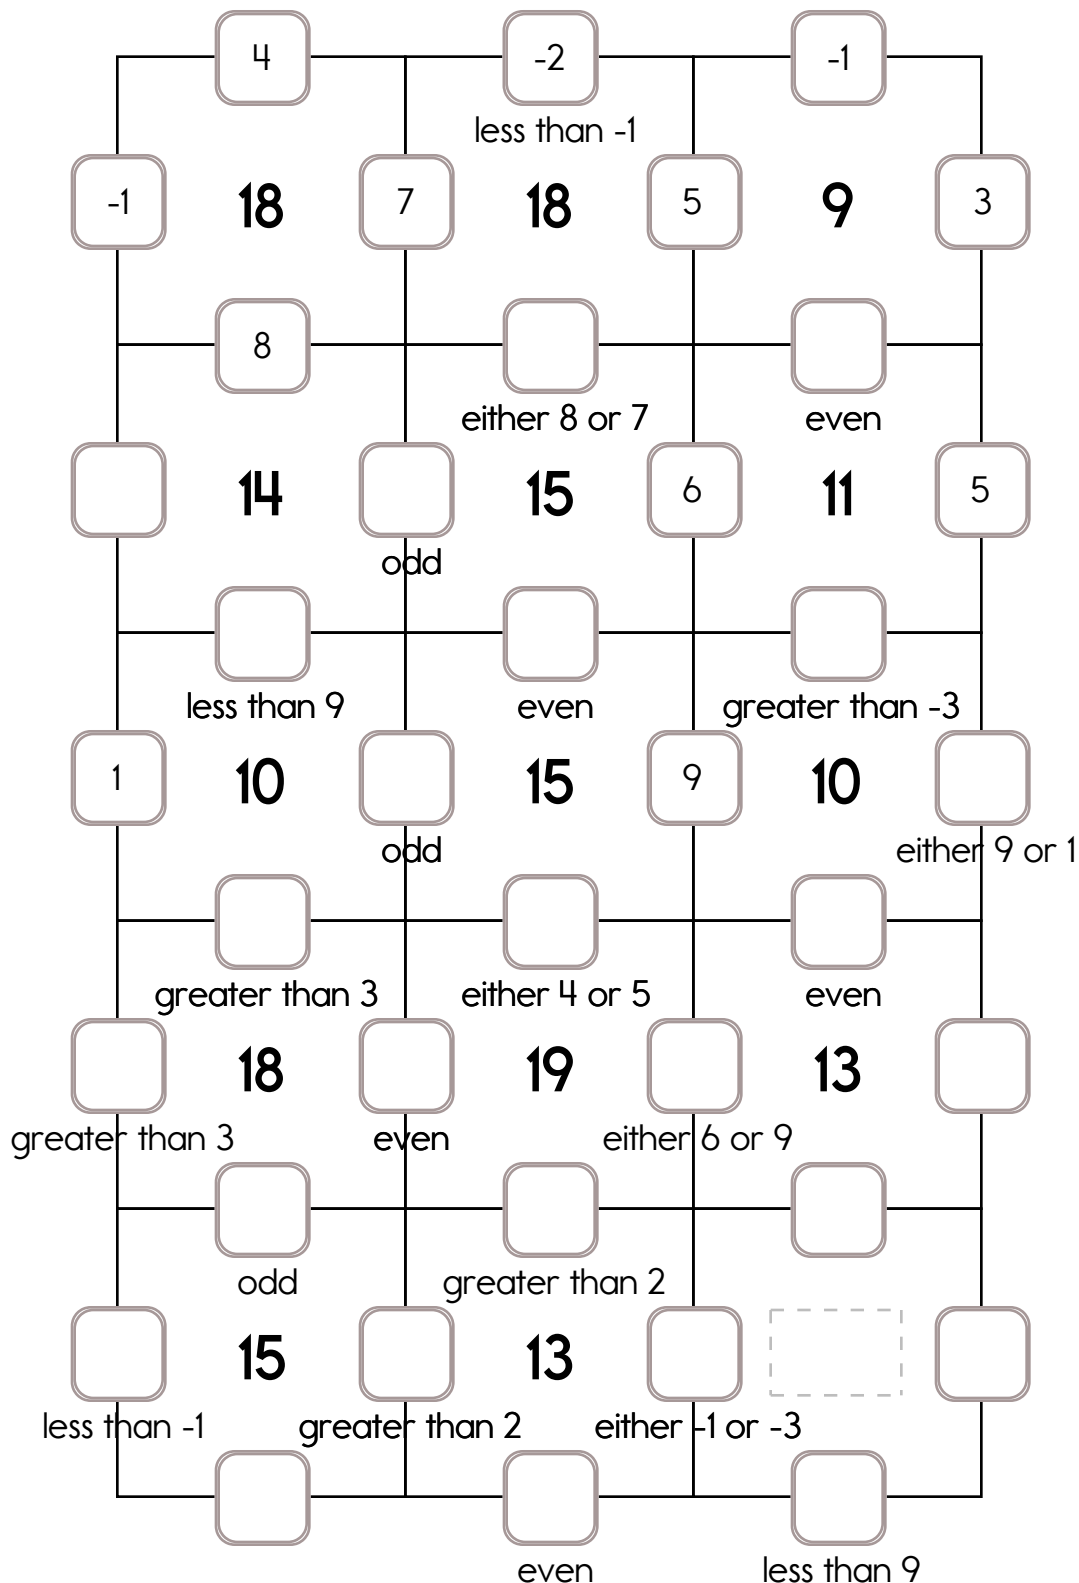 4 -2 -1
less than -1
-1 18 7 18 5 9 3
8
either 8 or 7 even
14 15 6 11 5
odd
less than 9 even greater than -3
1 10 15 9 10
odd either 9 or 1
greater than 3 either 4 or 5 even
18 19 13
greater than 3 even either 6 or 9
odd greater than 2
15 13
less than -1 greater than 2 either -1 or -3
even less than 9